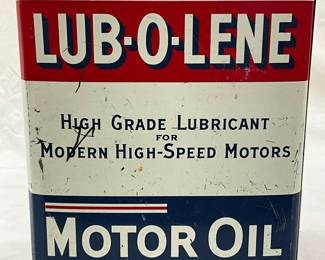 LUB-O-LENE
HIGH GRADE LUBRICANT
FOR
MODERN HIGH-SPEED MOTORS
MOTOR OIL